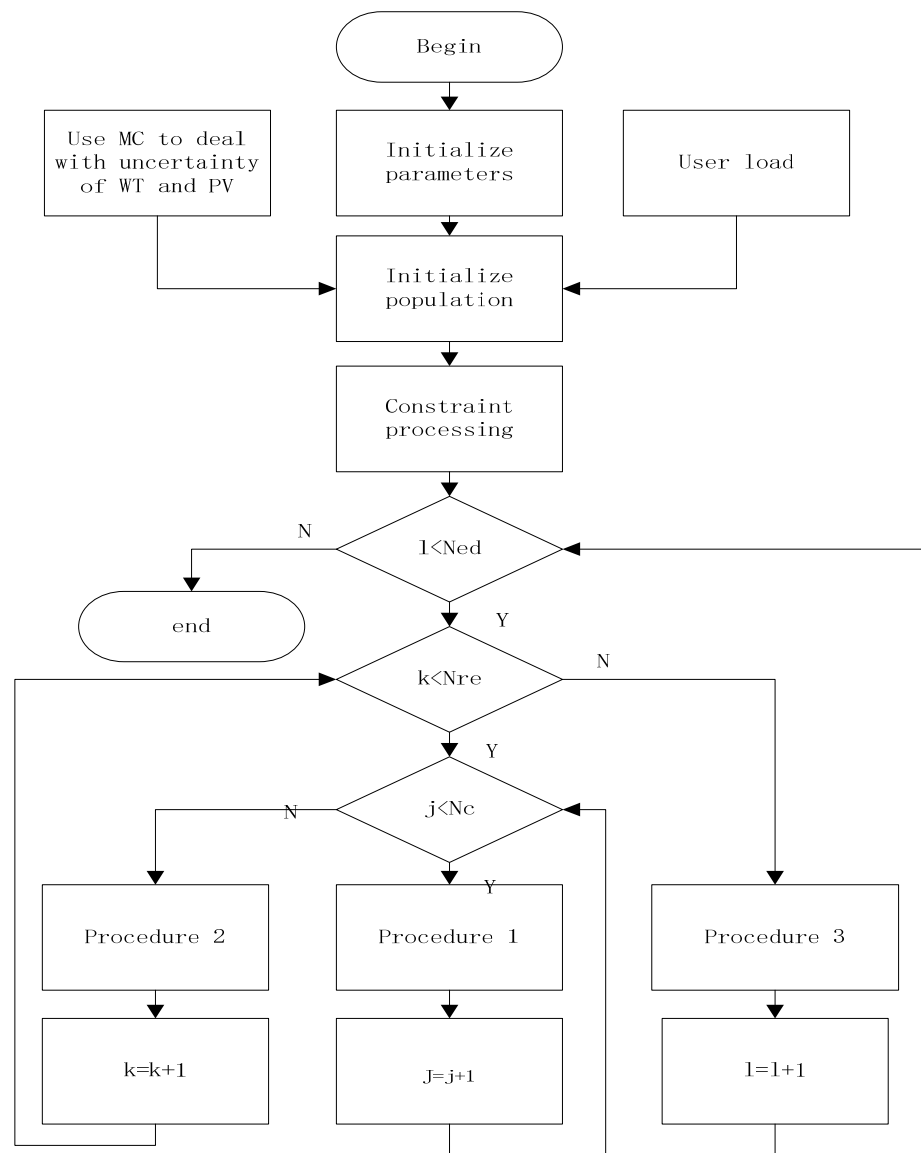 Begin
Use MC to deal
with uncertainty
of WT and PV
Initialize
parameters
User load
Initialize
population
Constraint
processing
N
l<Ned
end
Y
k<Nre
N
Y
j<Nc
N
Y
Procedure 2
Procedure 1
Procedure 3
k=k+1
J=j+1
l=l+1